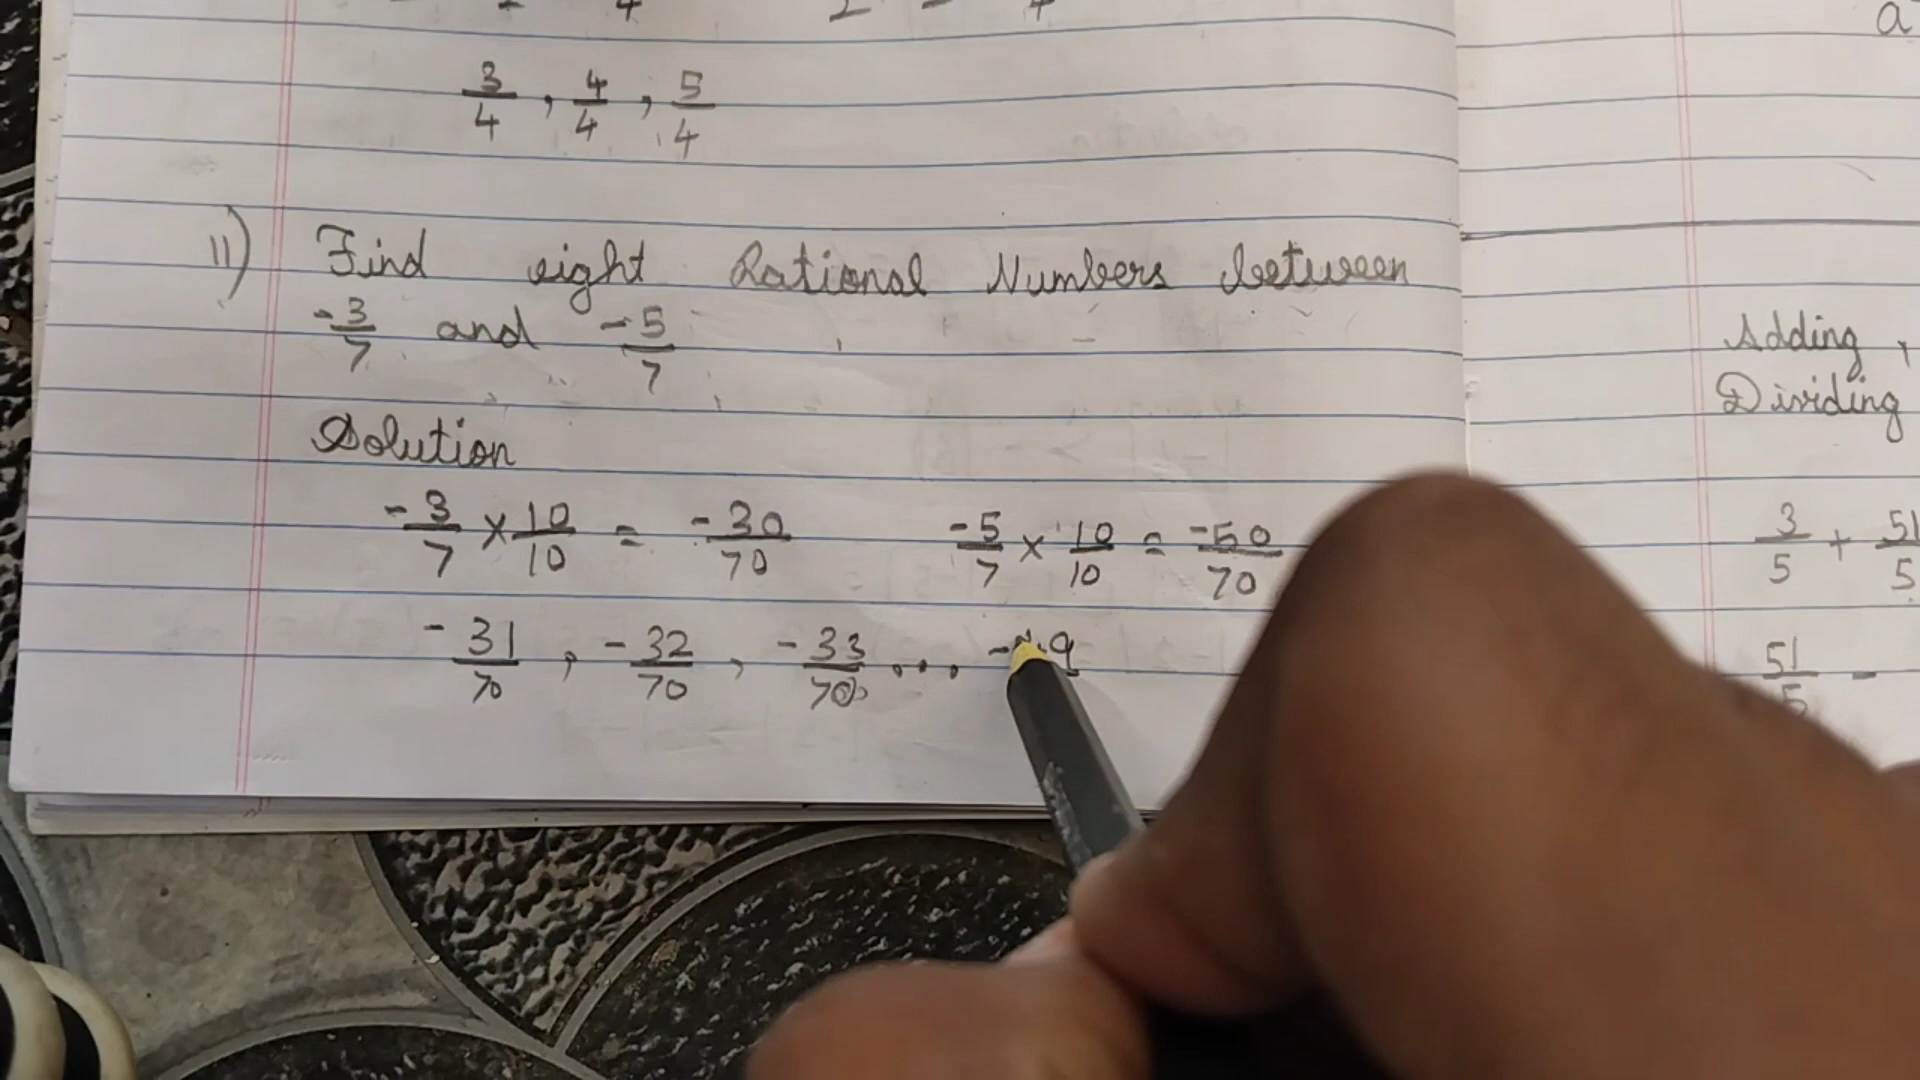 3/4 , 4/4 , 5/4
11) Find eight Rational Numbers between
-3/7 and -5/7
Solution
-3/7 × 10/10 = -30/70    -5/7 × 10/10 = -50/70
-31/70 , -32/70 , -33/70 ...
Adding ,
Dividing
3/5 + 51/5
51/5 -